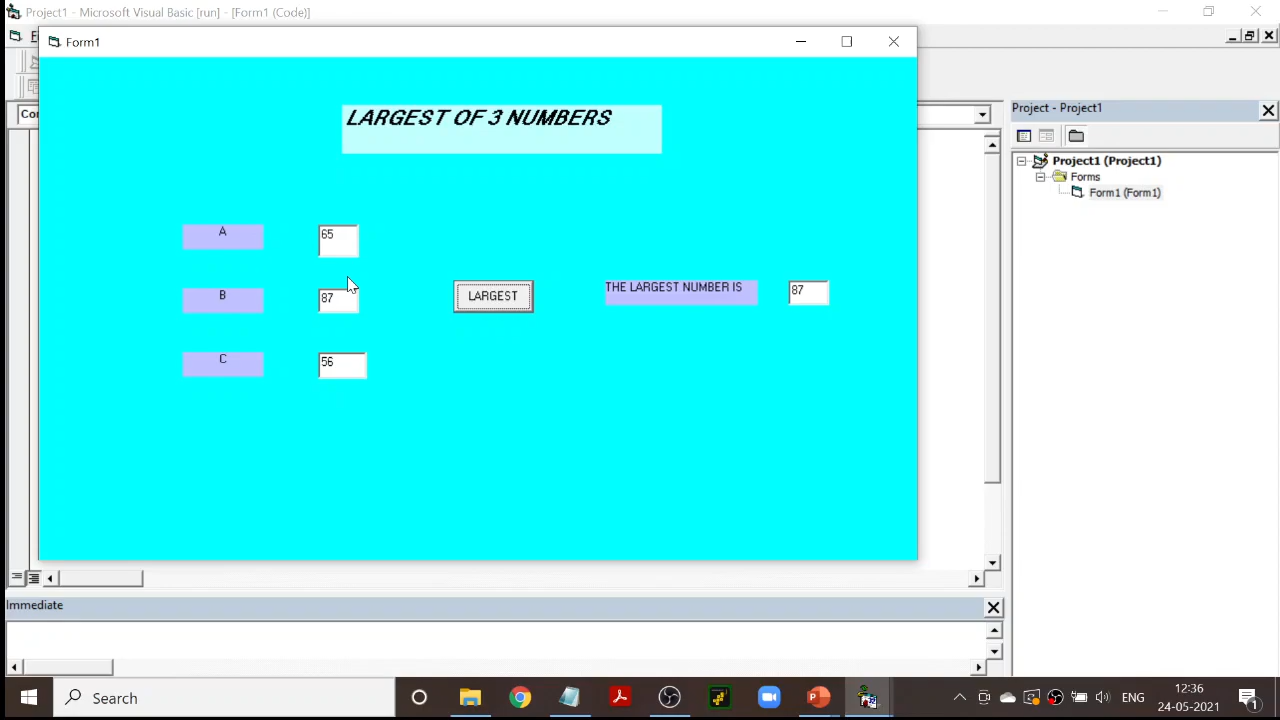 Project1 - Microsoft Visual Basic [run] - [Form1 (Code)]
Form1
Project - Project1
LARGEST OF 3 NUMBERS
Project1 (Project1)
Forms
Form1 (Form1)
A
65
B
87
LARGEST
THE LARGEST NUMBER IS
87
C
56
Immediate
Search
ENG
12:36
24-05-2021
1